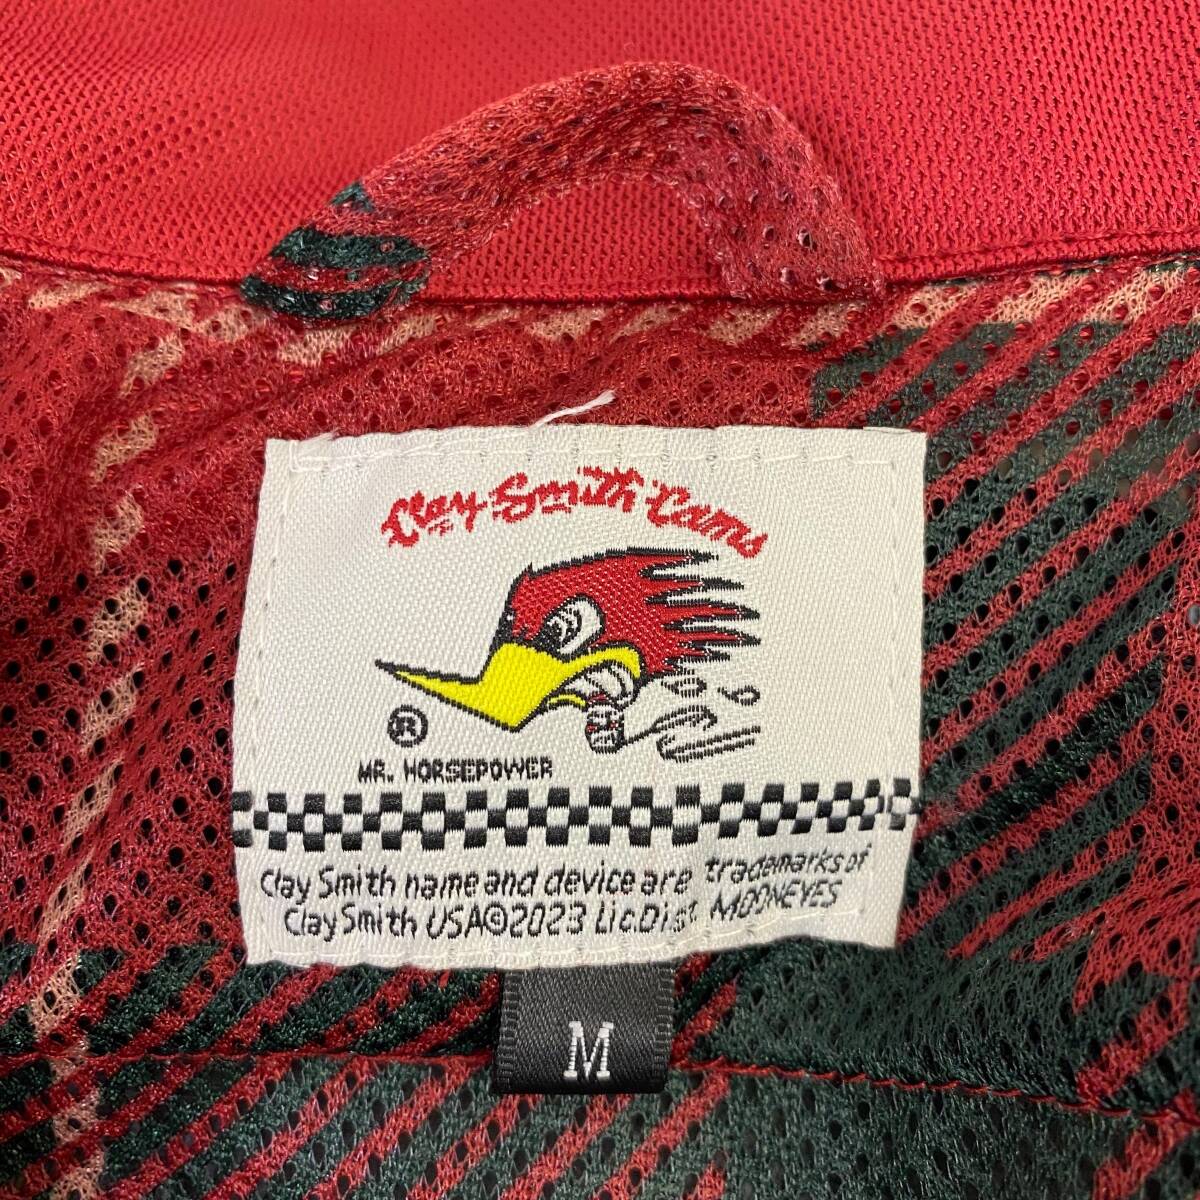 Clay Smith Cams
®
MR. HORSEPOWER
Clay Smith name and device are trademarks of
Clay Smith USA©2023 Lic.Dist. MOONEYES
M